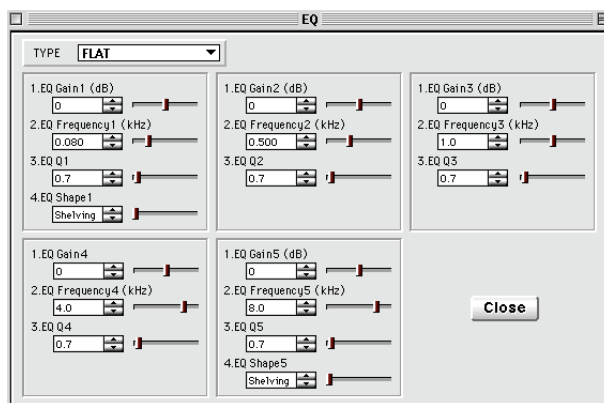 EQ
TYPE FLAT
1.EQ Gain1 (dB)
0
2.EQ Frequency1 (kHz)
0.080
3.EQ Q1
0.7
4.EQ Shape1
Shelving
1.EQ Gain2 (dB)
0
2.EQ Frequency2 (kHz)
0.500
3.EQ Q2
0.7
1.EQ Gain3 (dB)
0
2.EQ Frequency3 (kHz)
1.0
3.EQ Q3
0.7
1.EQ Gain4
0
2.EQ Frequency4 (kHz)
4.0
3.EQ Q4
0.7
1.EQ Gain5 (dB)
0
2.EQ Frequency5 (kHz)
8.0
3.EQ Q5
0.7
4.EQ Shape5
Shelving
Close